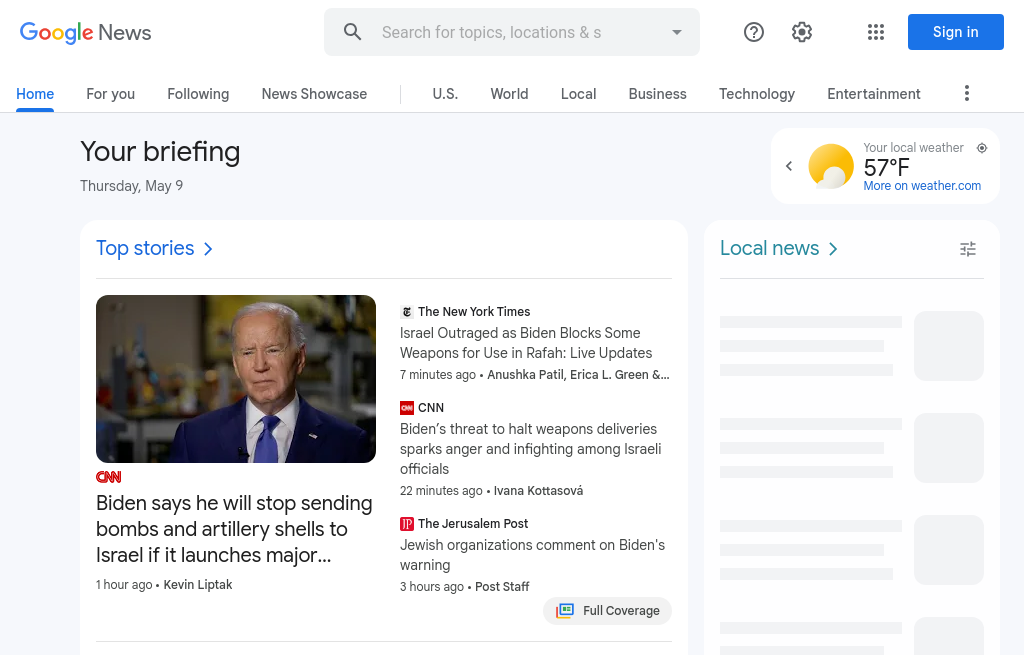 Google News
Search for topics, locations & s
Sign in
Home
For you
Following
News Showcase
U.S.
World
Local
Business
Technology
Entertainment
Your briefing
Thursday, May 9
Your local weather
57°F
More on weather.com
Top stories
CNN
Biden says he will stop sending
bombs and artillery shells to
Israel if it launches major...
1 hour ago • Kevin Liptak
The New York Times
Israel Outraged as Biden Blocks Some
Weapons for Use in Rafah: Live Updates
7 minutes ago • Anushka Patil, Erica L. Green &...
CNN
CNN
Biden’s threat to halt weapons deliveries
sparks anger and infighting among Israeli
officials
22 minutes ago • Ivana Kottasová
JP
The Jerusalem Post
Jewish organizations comment on Biden's
warning
3 hours ago • Post Staff
Full Coverage
Local news